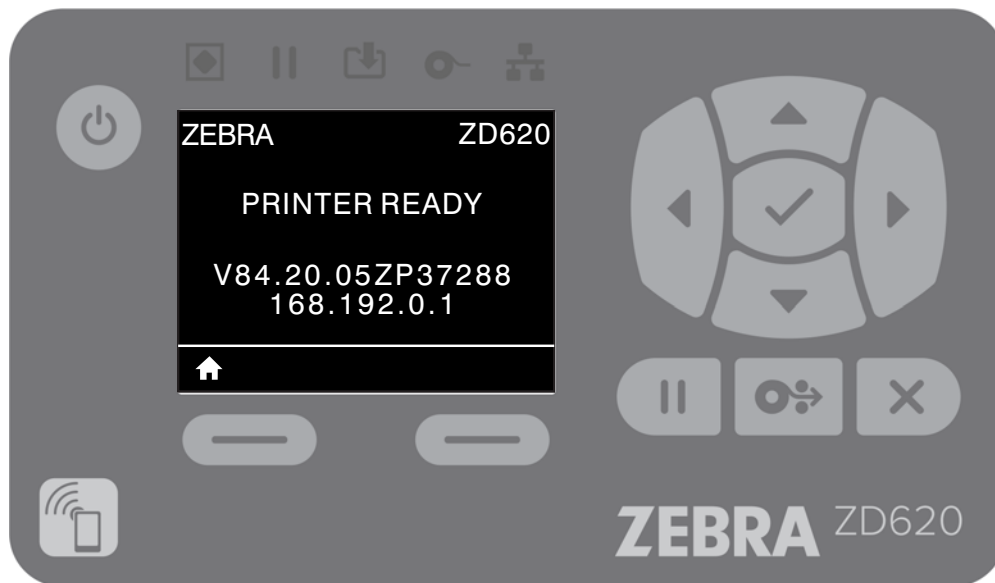 ZEBRA ZD620
PRINTER READY
V84.20.05ZP37288
168.192.0.1
ZEBRA ZD620